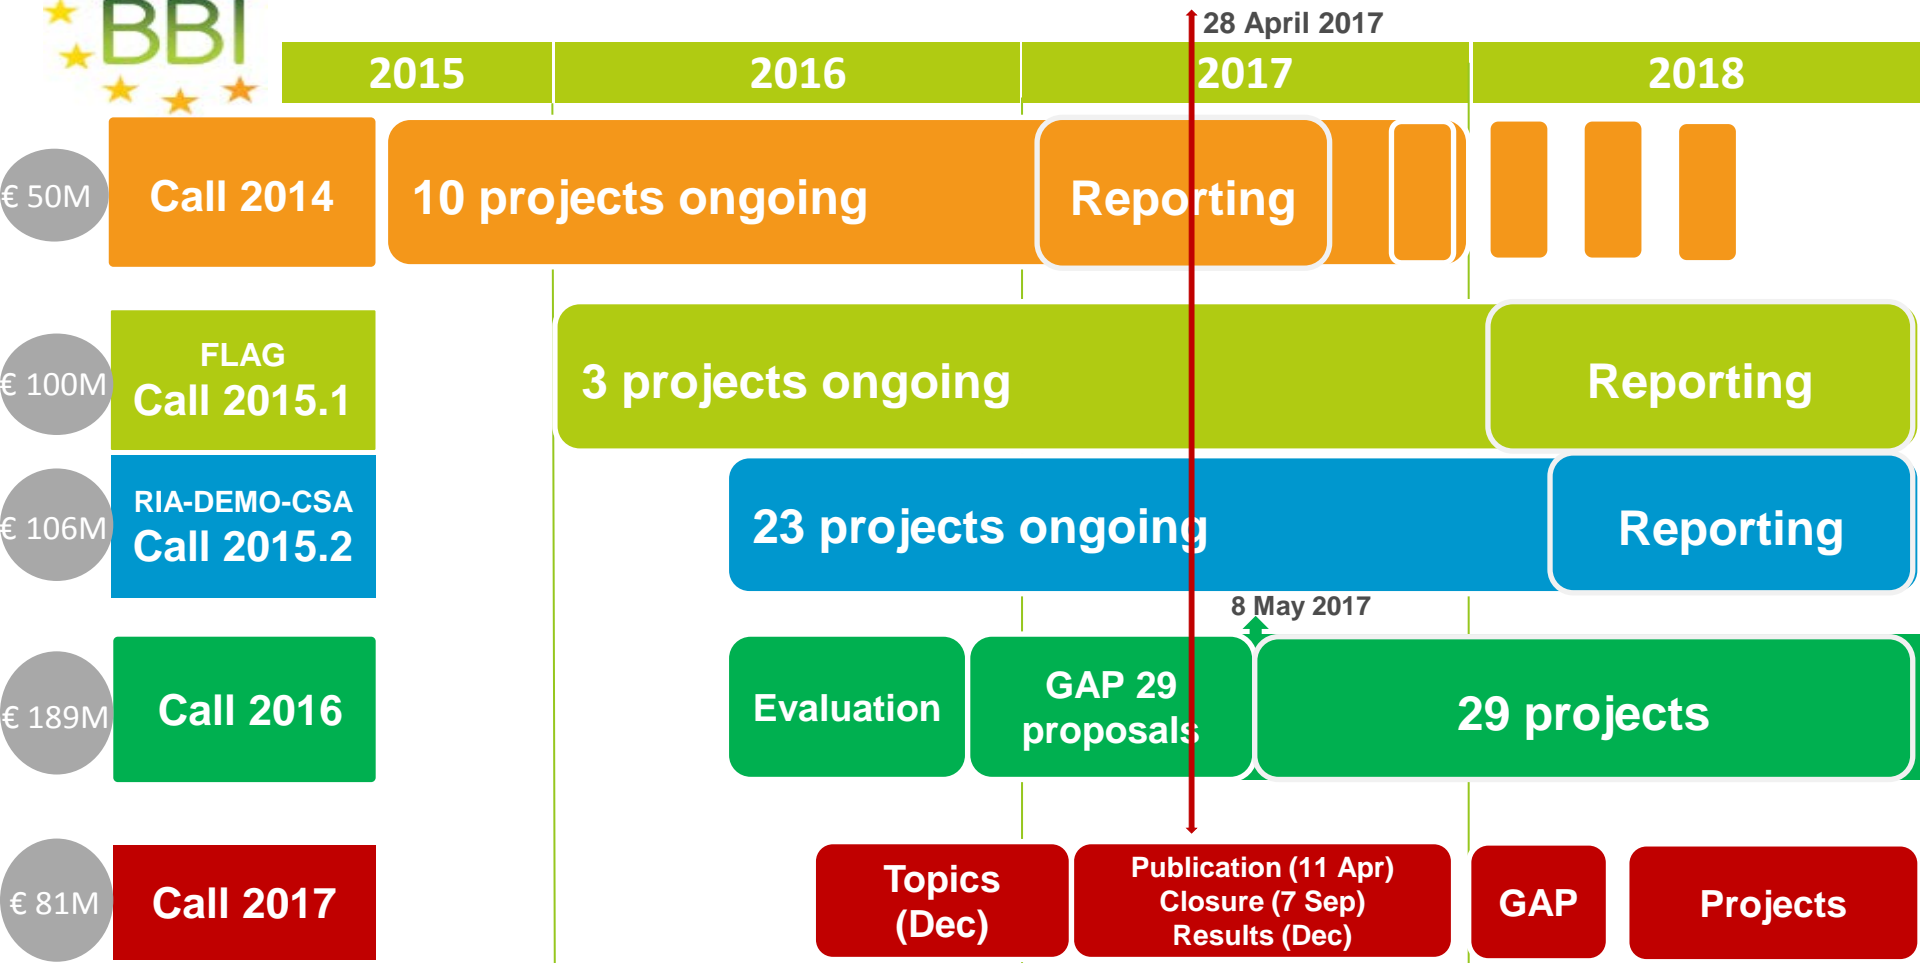 BBI
28 April 2017
2015 2016 2017 2018
€ 50M
Call 2014
10 projects ongoing
Reporting
€ 100M
FLAG
Call 2015.1
3 projects ongoing
Reporting
€ 106M
RIA-DEMO-CSA
Call 2015.2
23 projects ongoing
Reporting
8 May 2017
€ 189M
Call 2016
Evaluation
GAP 29
proposals
29 projects
€ 81M
Call 2017
Topics
(Dec)
Publication (11 Apr)
Closure (7 Sep)
Results (Dec)
GAP
Projects